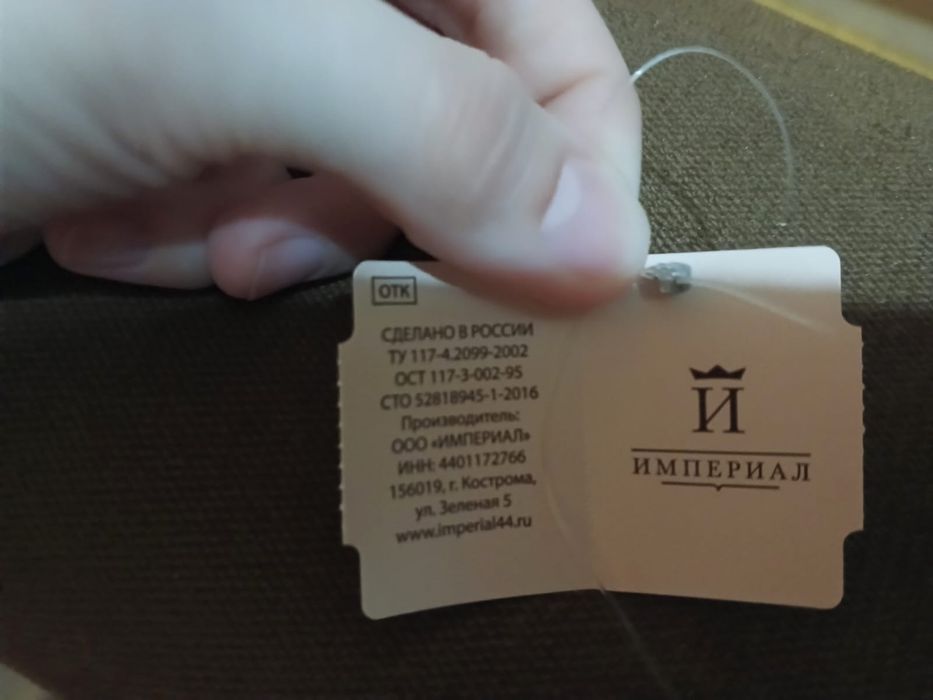 ОТК
СДЕЛАНО В РОССИИ
ТУ 117-4.2099-2002
ОСТ 117-3-002-95
СТО 52818945-1-2016
Производитель:
ООО «ИМПЕРИАЛ»
ИНН: 4401172766
156019, г. Кострома,
ул. Зеленая 5
www.imperial44.ru
И
ИМПЕРИАЛ